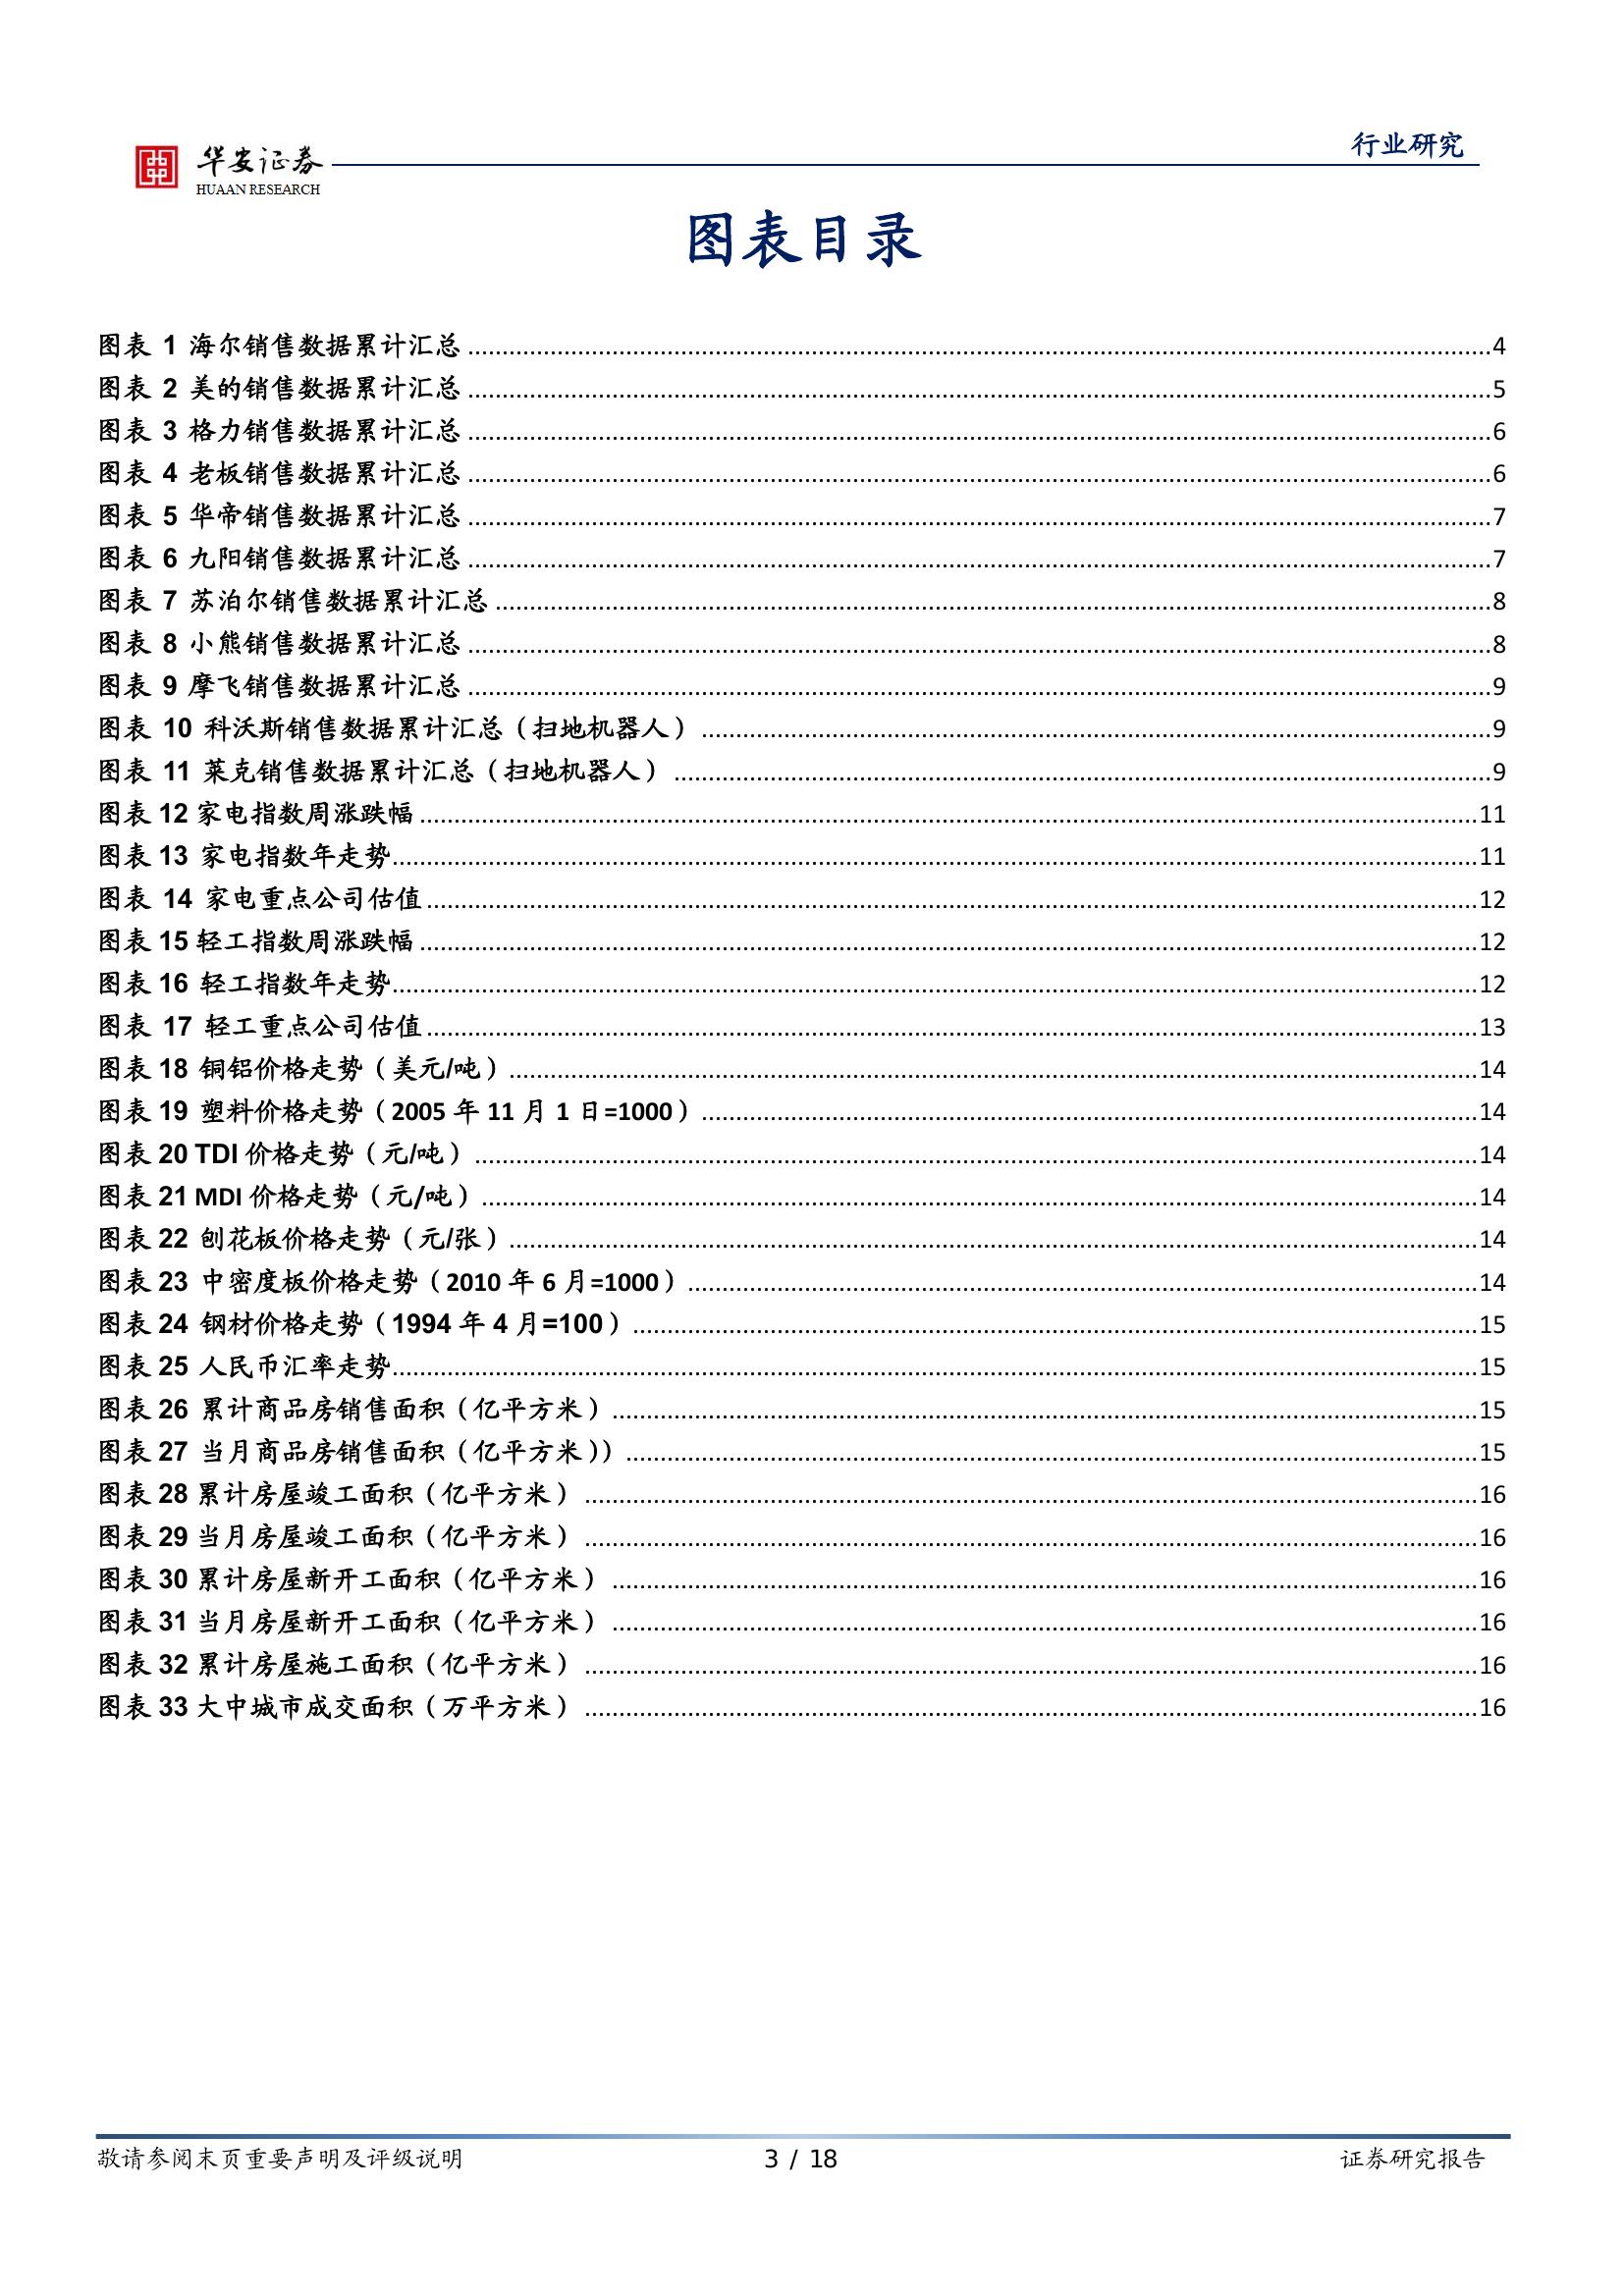 行业研究
华安证券
HUAAN RESEARCH
图表目录
图表 1 海尔销售数据累计汇总 4
图表 2 美的销售数据累计汇总 5
图表 3 格力销售数据累计汇总 6
图表 4 老板销售数据累计汇总 6
图表 5 华帝销售数据累计汇总 7
图表 6 九阳销售数据累计汇总 7
图表 7 苏泊尔销售数据累计汇总 8
图表 8 小熊销售数据累计汇总 8
图表 9 摩飞销售数据累计汇总 9
图表 10 科沃斯销售数据累计汇总（扫地机器人） 9
图表 11 莱克销售数据累计汇总（扫地机器人） 9
图表 12 家电指数周涨跌幅 11
图表 13 家电指数年走势 11
图表 14 家电重点公司估值 12
图表 15 轻工指数周涨跌幅 12
图表 16 轻工指数年走势 12
图表 17 轻工重点公司估值 13
图表 18 铜铝价格走势（美元/吨） 14
图表 19 塑料价格走势（2005 年 11 月 1 日=1000） 14
图表 20 TDI 价格走势（元/吨） 14
图表 21 MDI 价格走势（元/吨） 14
图表 22 刨花板价格走势（元/张） 14
图表 23 中密度板价格走势（2010 年 6 月=1000） 14
图表 24 钢材价格走势（1994 年 4 月=100） 15
图表 25 人民币汇率走势 15
图表 26 累计商品房销售面积（亿平方米） 15
图表 27 当月商品房销售面积（亿平方米）） 15
图表 28 累计房屋竣工面积（亿平方米） 16
图表 29 当月房屋竣工面积（亿平方米） 16
图表 30 累计房屋新开工面积（亿平方米） 16
图表 31 当月房屋新开工面积（亿平方米） 16
图表 32 累计房屋施工面积（亿平方米） 16
图表 33 大中城市成交面积（万平方米） 16
敬请参阅末页重要声明及评级说明 3 / 18 证券研究报告